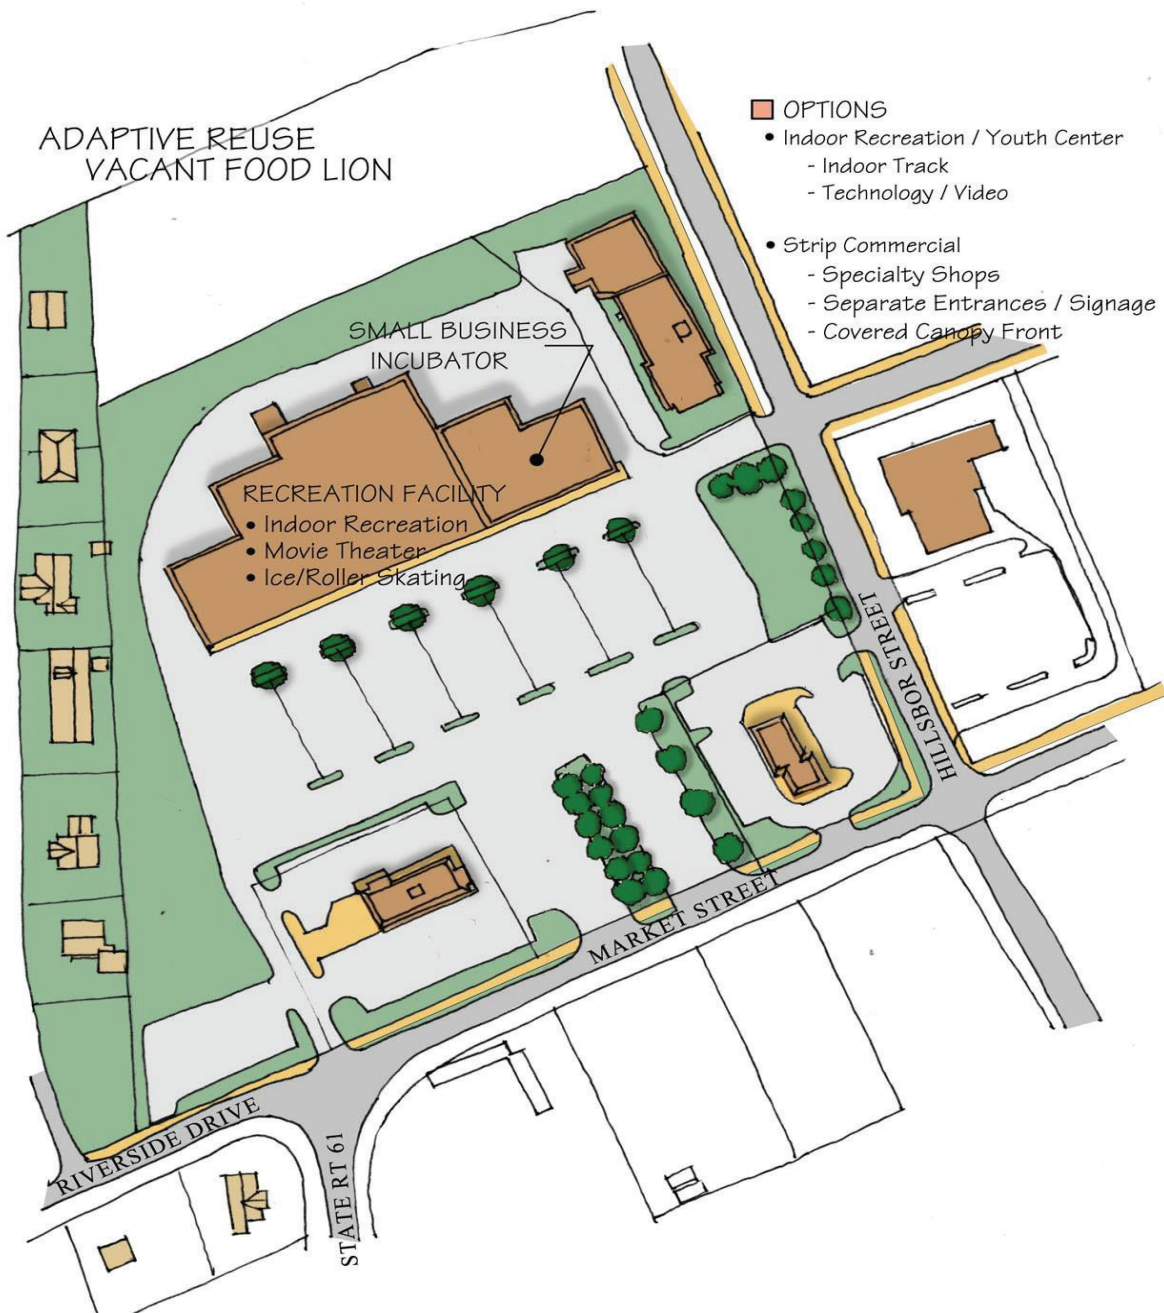 ADAPTIVE REUSE
VACANT FOOD LION
OPTIONS
• Indoor Recreation / Youth Center
- Indoor Track
- Technology / Video
• Strip Commercial
- Specialty Shops
- Separate Entrances / Signage
- Covered Canopy Front
SMALL BUSINESS
INCUBATOR
RECREATION FACILITY
• Indoor Recreation
• Movie Theater
• Ice/Roller Skating
HILLSBOR STREET
MARKET STREET
RIVERSIDE DRIVE
STATE RT 61